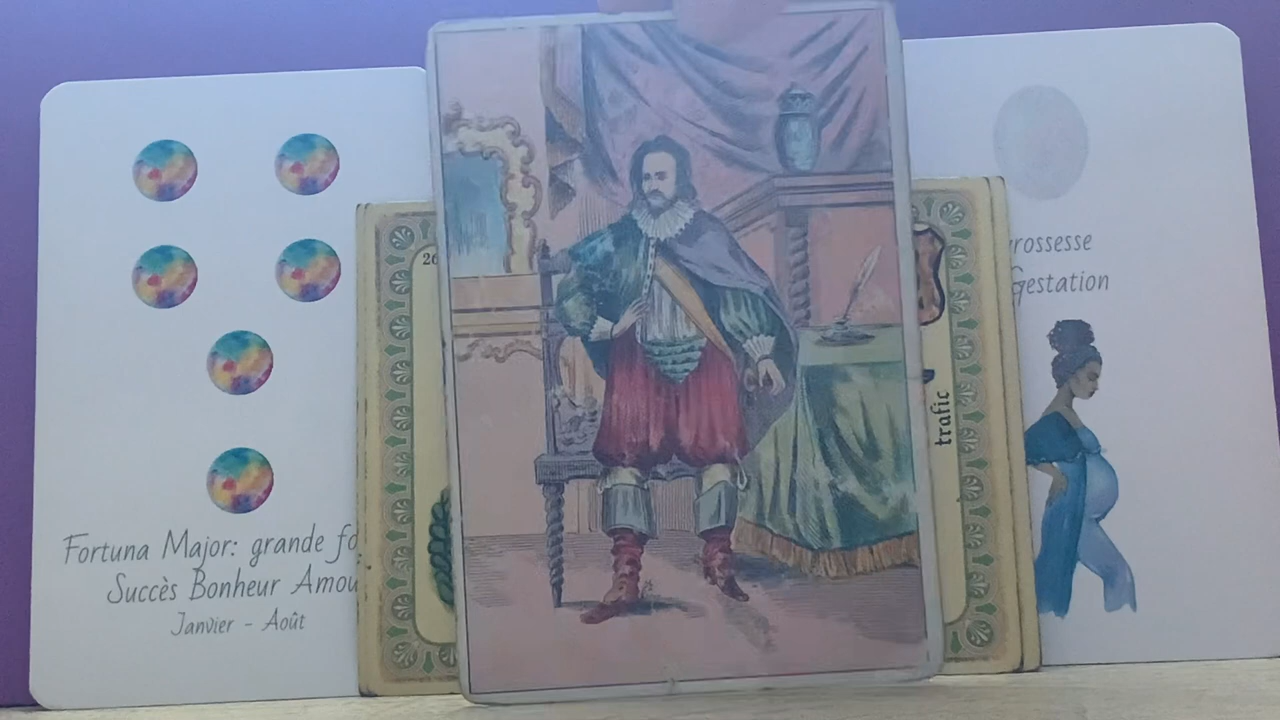 Fortuna Major: grande fo
Succès Bonheur Amou
Janvier - Août
26
trafic
rossesse
Gestation